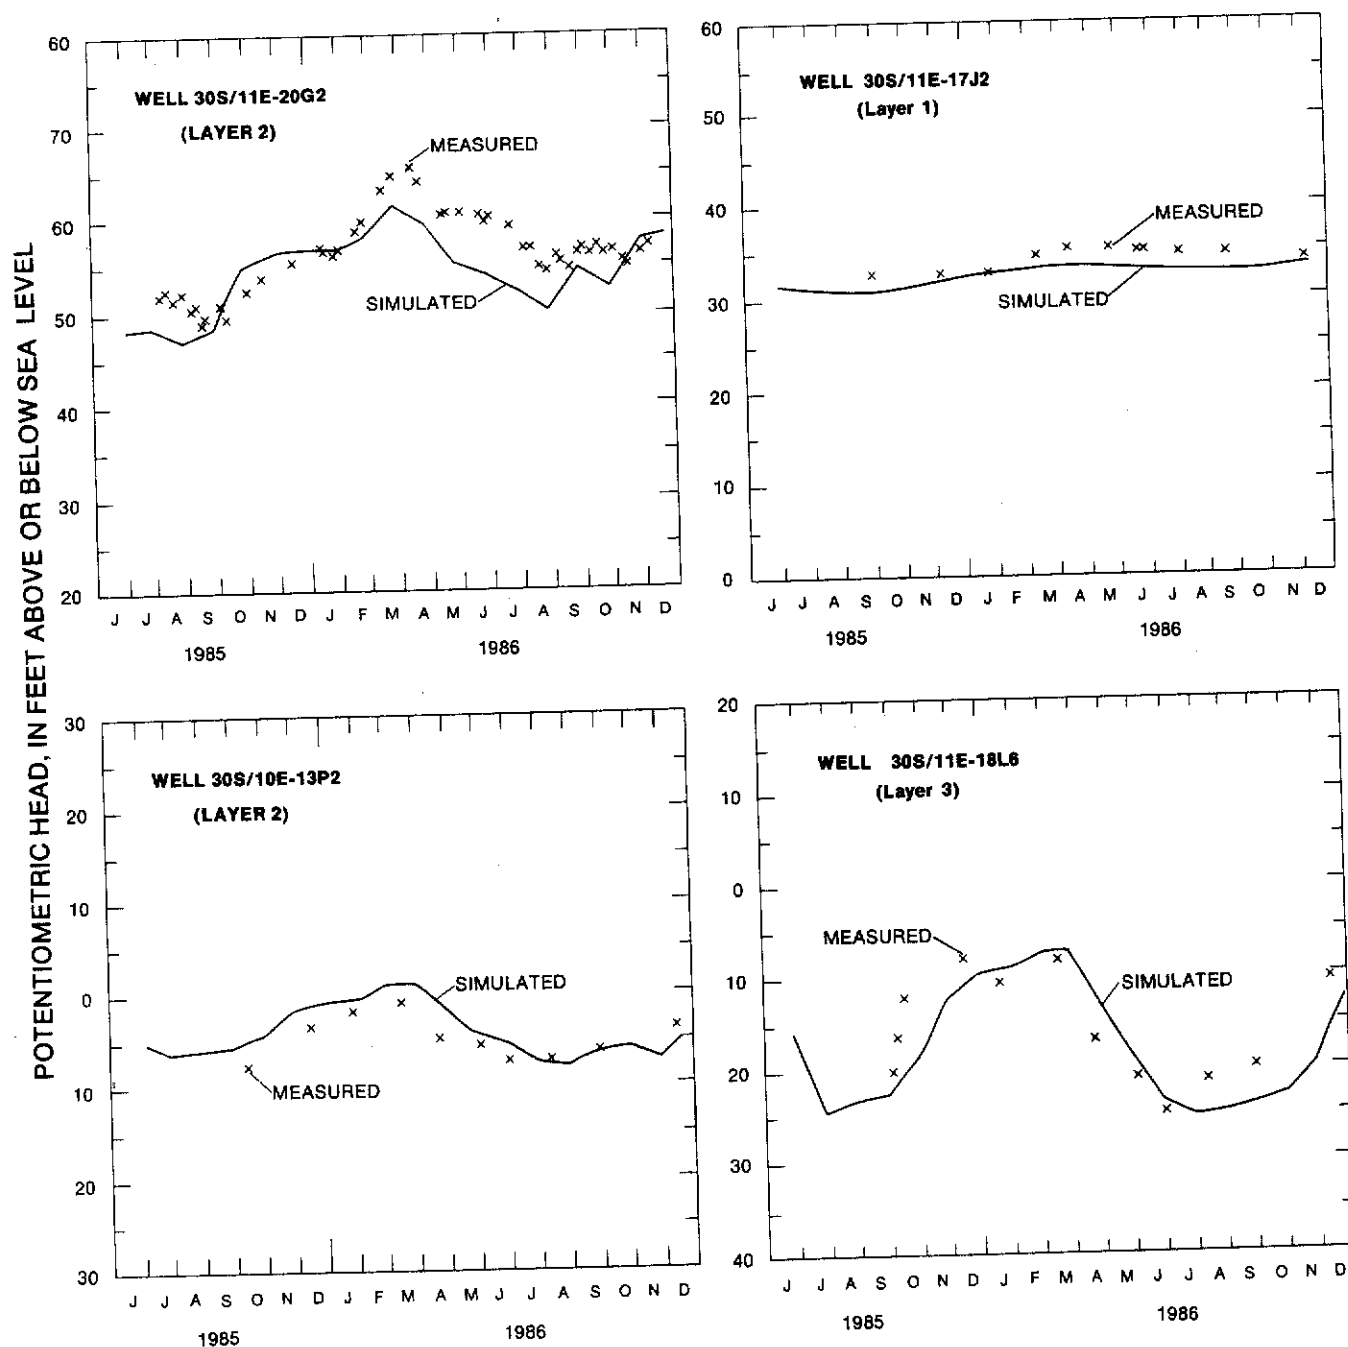 POTENTIOMETRIC HEAD, IN FEET ABOVE OR BELOW SEA LEVEL
60
70
60
50
40
30
20
WELL 30S/11E-20G2
(LAYER 2)
MEASURED
SIMULATED
J J A S O N D J F M A M J J A S O N D
1985 1986
60
50
40
30
20
10
0
WELL 30S/11E-17J2
(Layer 1)
MEASURED
SIMULATED
J J A S O N D J F M A M J J A S O N D
1985 1986
30
20
10
0
10
20
30
WELL 30S/10E-13P2
(LAYER 2)
SIMULATED
MEASURED
J J A S O N D J F M A M J J A S O N D
1985 1986
20
10
0
10
20
30
40
WELL 30S/11E-18L6
(Layer 3)
MEASURED
SIMULATED
J J A S O N D J F M A M J J A S O N D
1985 1986